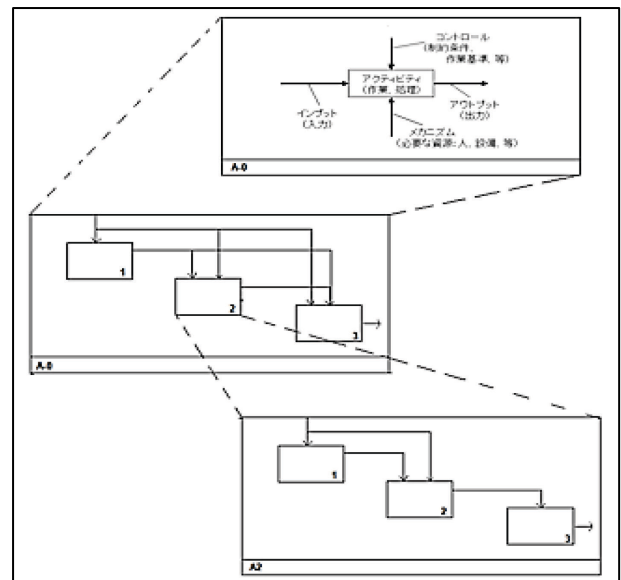 コントロール
(制約条件、
作業基準、等)
アクティビティ
(作業、処理)
インプット
(入力)
アウトプット
(出力)
メカニズム
(必要な資源:人、設備、等)
A-0
1
2
3
A-0
1
2
3
A2